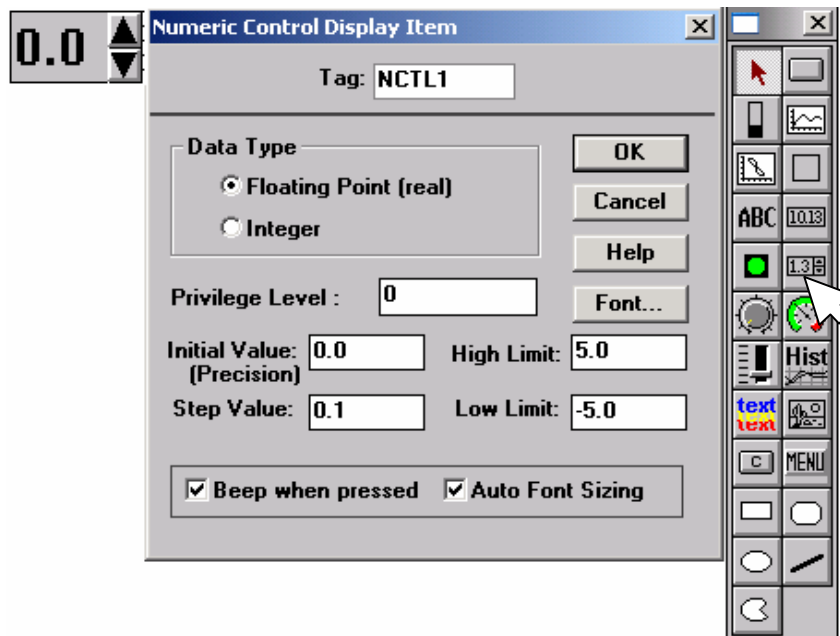 0.0
Numeric Control Display Item
Tag: NCTL1
Data Type
Floating Point (real)
Integer
OK
Cancel
Help
Font...
Privilege Level : 0
Initial Value: 0.0
(Precision)
High Limit: 5.0
Step Value: 0.1
Low Limit: -5.0
Beep when pressed
Auto Font Sizing
ABC
10.13
1.3
Hist
text
text
C
MENU